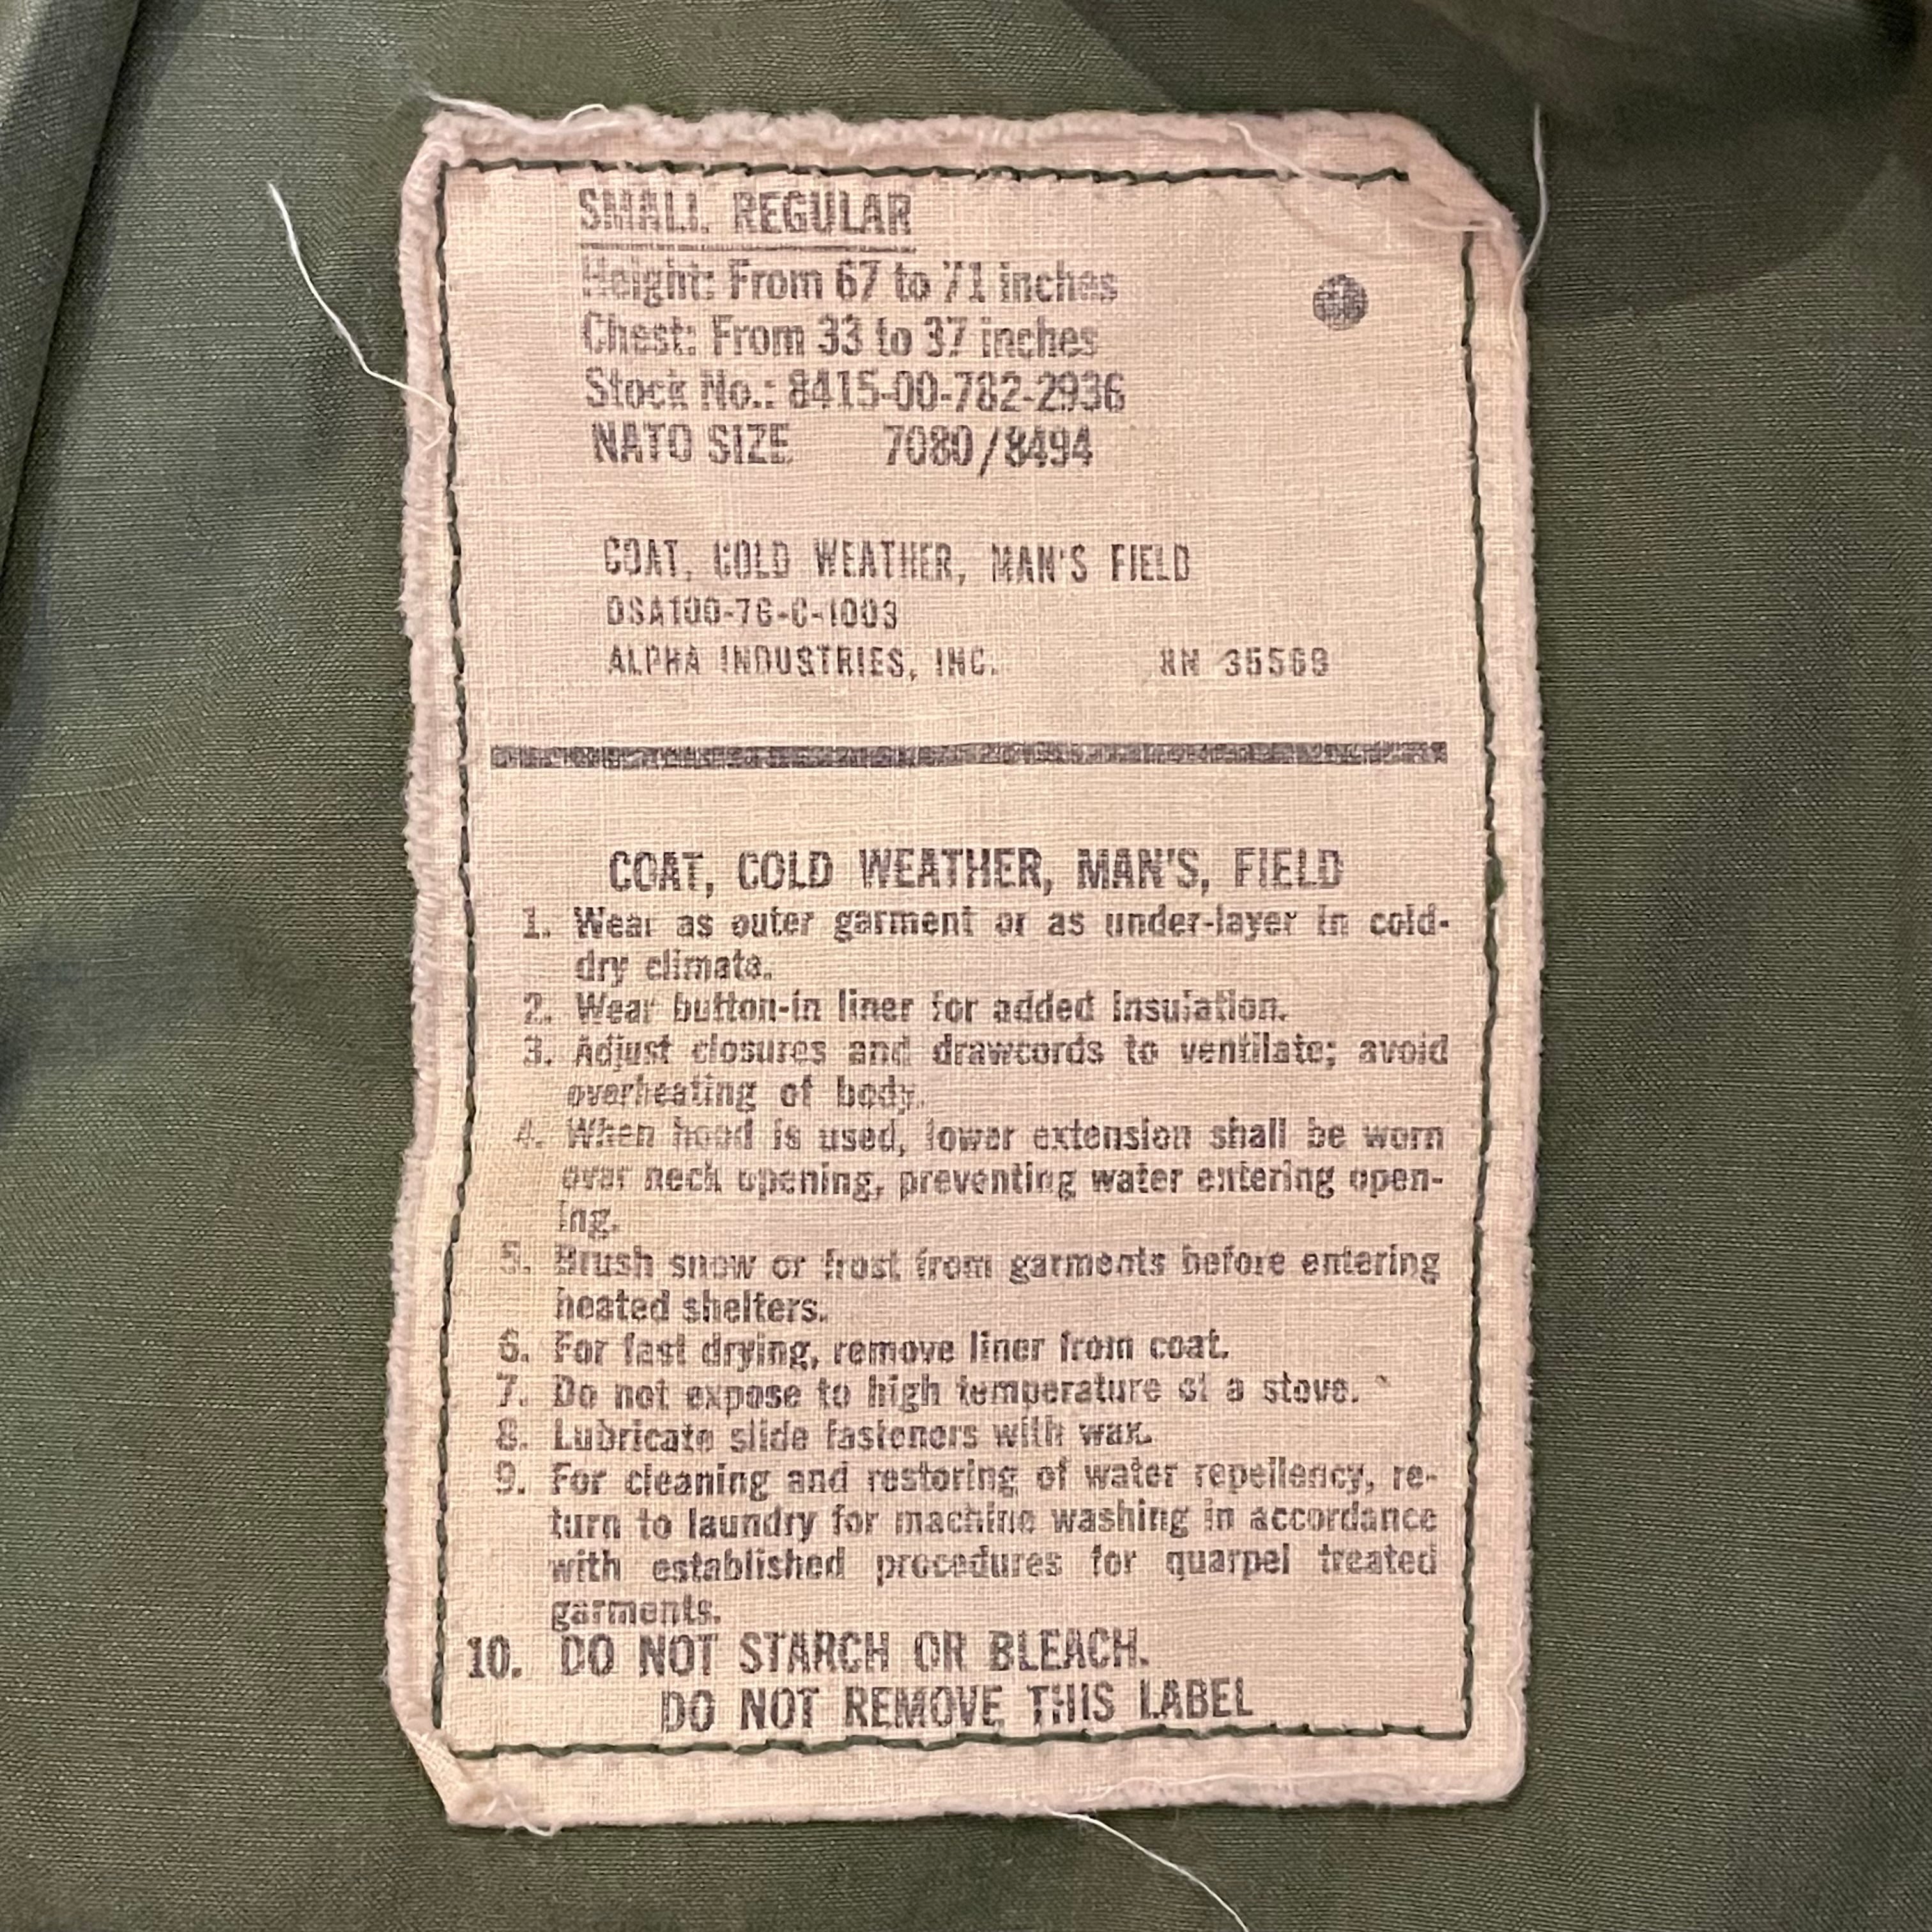 SMALL REGULAR
Height: From 67 to 71 inches
Chest: From 33 to 37 inches
Stock No.: 8415-00-782-2936
NATO SIZE 7080/8494
COAT, COLD WEATHER, MAN'S FIELD
DSA100-76-C-1003
ALPHA INDUSTRIES, INC. RN 35569
COAT, COLD WEATHER, MAN'S, FIELD
1. Wear as outer garment or as under-layer in cold-
dry climate.
2. Wear button-in liner for added insulation.
3. Adjust closures and drawcords to ventilate; avoid
overheating of body.
4. When hood is used, lower extension shall be worn
over neck opening, preventing water entering open-
ing.
5. Brush snow or frost from garments before entering
heated shelters.
6. For fast drying, remove liner from coat.
7. Do not expose to high temperature of a stove.
8. Lubricate slide fasteners with wax.
9. For cleaning and restoring of water repellency, re-
turn to laundry for machine washing in accordance
with established procedures for quarpel treated
garments.
10. DO NOT STARCH OR BLEACH.
DO NOT REMOVE THIS LABEL